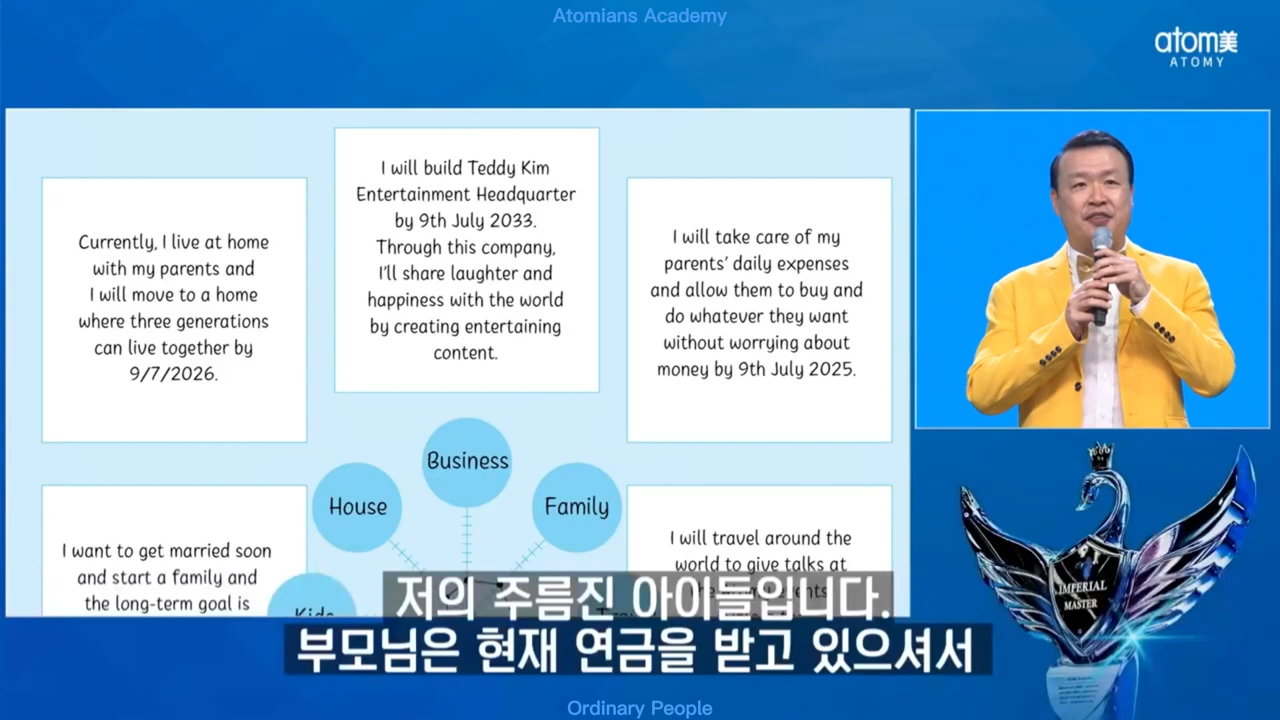 Atomians Academy
atom美
ATOMY
I will build Teddy Kim
Entertainment Headquarter
by 9th July 2033.
Through this company,
I'll share laughter and
happiness with the world
by creating entertaining
content.
Currently, I live at home
with my parents and
I will move to a home
where three generations
can live together by
9/7/2026.
I will take care of my
parents' daily expenses
and allow them to buy and
do whatever they want
without worrying about
money by 9th July 2025.
Business
House
Family
I want to get married soon
and start a family and
the long-term goal is
Kids
I will travel around the
world to give talks at
저의 주름진 아이들입니다.
부모님은 현재 연금을 받고 있으셔서
IMPERIAL
MASTER
Ordinary People